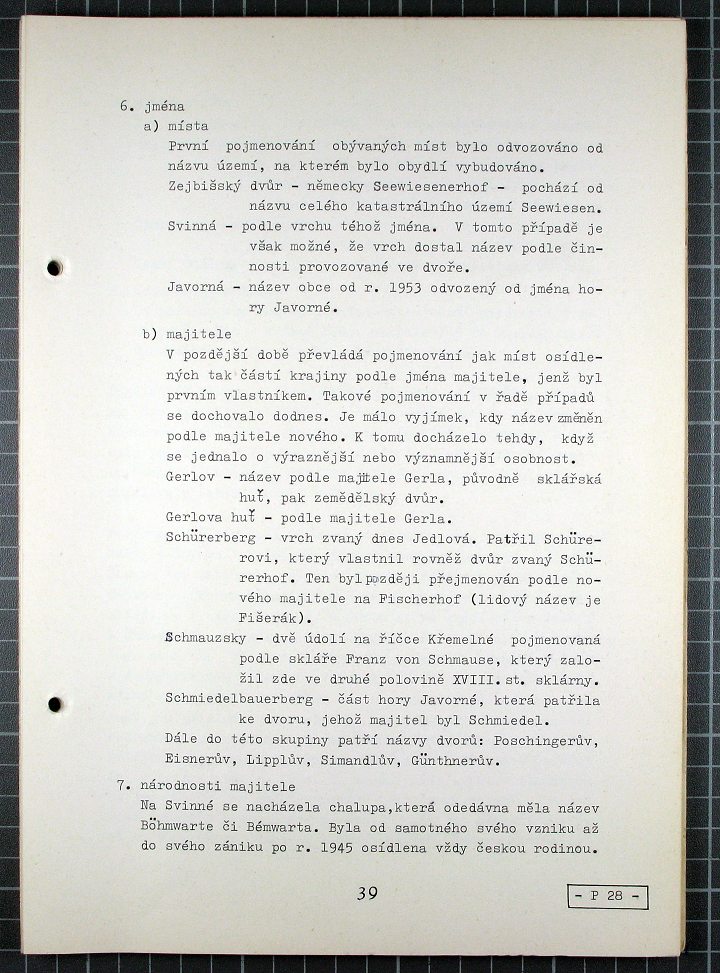 6. jména
a) místa
První pojmenování obývaných míst bylo odvozováno od
názvu území, na kterém bylo obydlí vybudováno.
Zejbišský dvůr - německy Seewiesenerhof - pochází od
názvu celého katastrálního území Seewiesen.
Svinná - podle vrchu téhož jména. V tomto případě je
však možné, že vrch dostal název podle čin-
nosti provozované ve dvoře.
Javorná - název obce od r. 1953 odvozený od jména ho-
ry Javorné.
b) majitele
V pozdější době převládá pojmenování jak míst osídle-
ných tak částí krajiny podle jména majitele, jenž byl
prvním vlastníkem. Takové pojmenování v řadě případů
se dochovalo dodnes. Je málo vyjímek, kdy název změněn
podle majitele nového. K tomu docházelo tehdy, když
se jednalo o výraznější nebo významnější osobnost.
Gerlov - název podle majitele Gerla, původně sklářská
huť, pak zemědělský dvůr.
Gerlova huť - podle majitele Gerla.
Schürerberg - vrch zvaný dnes Jedlová. Patřil Schüre-
rovi, který vlastnil rovněž dvůr zvaný Schü-
rerhof. Ten byl později přejmenován podle no-
vého majitele na Fischerhof (lidový název je
Fišerák).
Schmauzsky - dvě údolí na říčce Křemelné pojmenovaná
podle skláře Franz von Schmause, který zalo-
žil zde ve druhé polovině XVIII. st. sklárny.
Schmiedelbauerberg - část hory Javorné, která patřila
ke dvoru, jehož majitel byl Schmiedel.
Dále do této skupiny patří názvy dvorů: Poschingerův,
Eisnerův, Lipplův, Simandlův, Günthnerův.
7. národnosti majitele
Na Svinné se nacházela chalupa,která odedávna měla název
Böhmwarte či Bémwarta. Byla od samotného svého vzniku až
do svého zániku po r. 1945 osídlena vždy českou rodinou.
39
- P 28 -